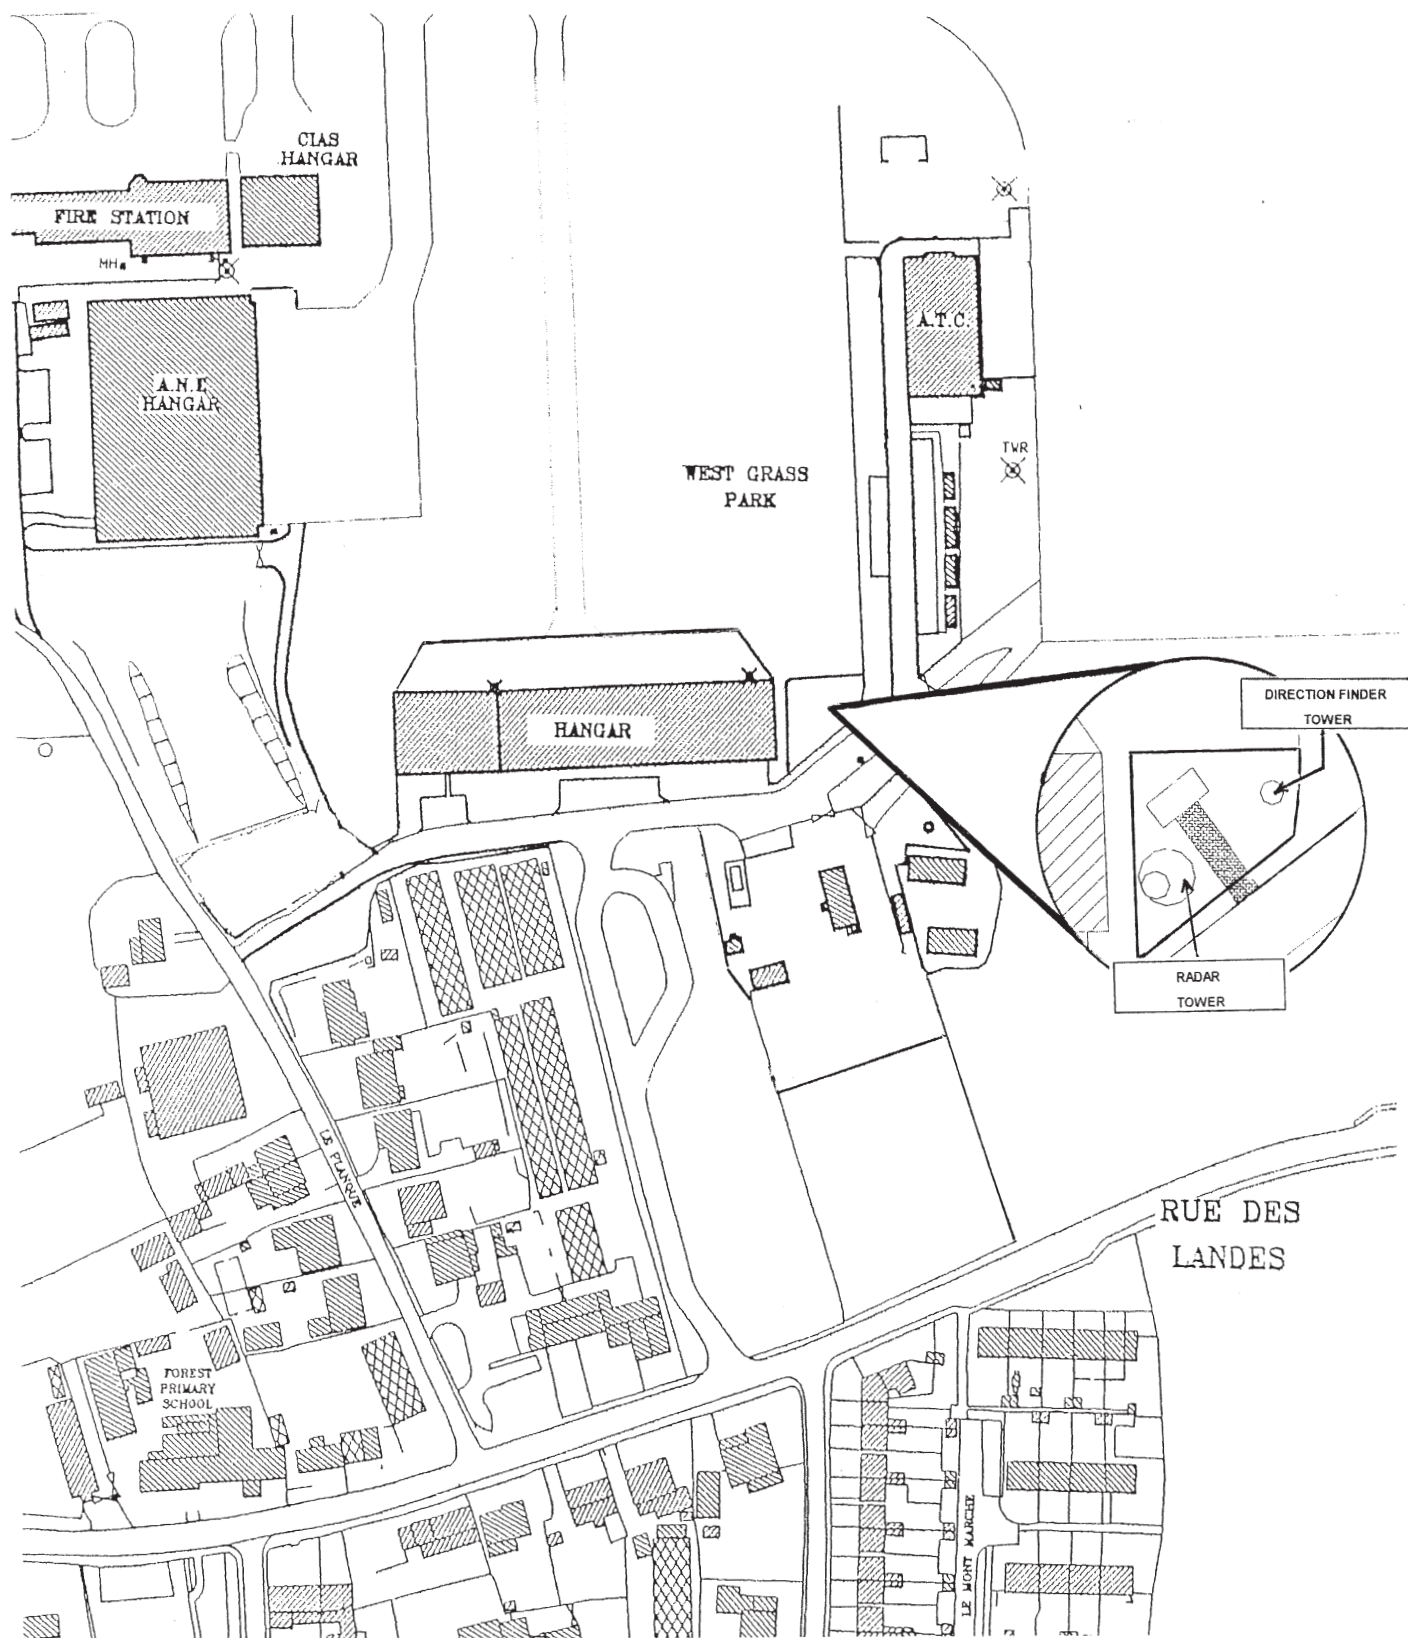 CIAS
HANGAR
FIRE STATION
MH
A.T.C.
A.N.E
HANGAR
TWR
WEST GRASS
PARK
DIRECTION FINDER
TOWER
HANGAR
RADAR
TOWER
LE PLANQUE
RUE DES
LANDES
FOREST
PRIMARY
SCHOOL
LE MONT MARCHE